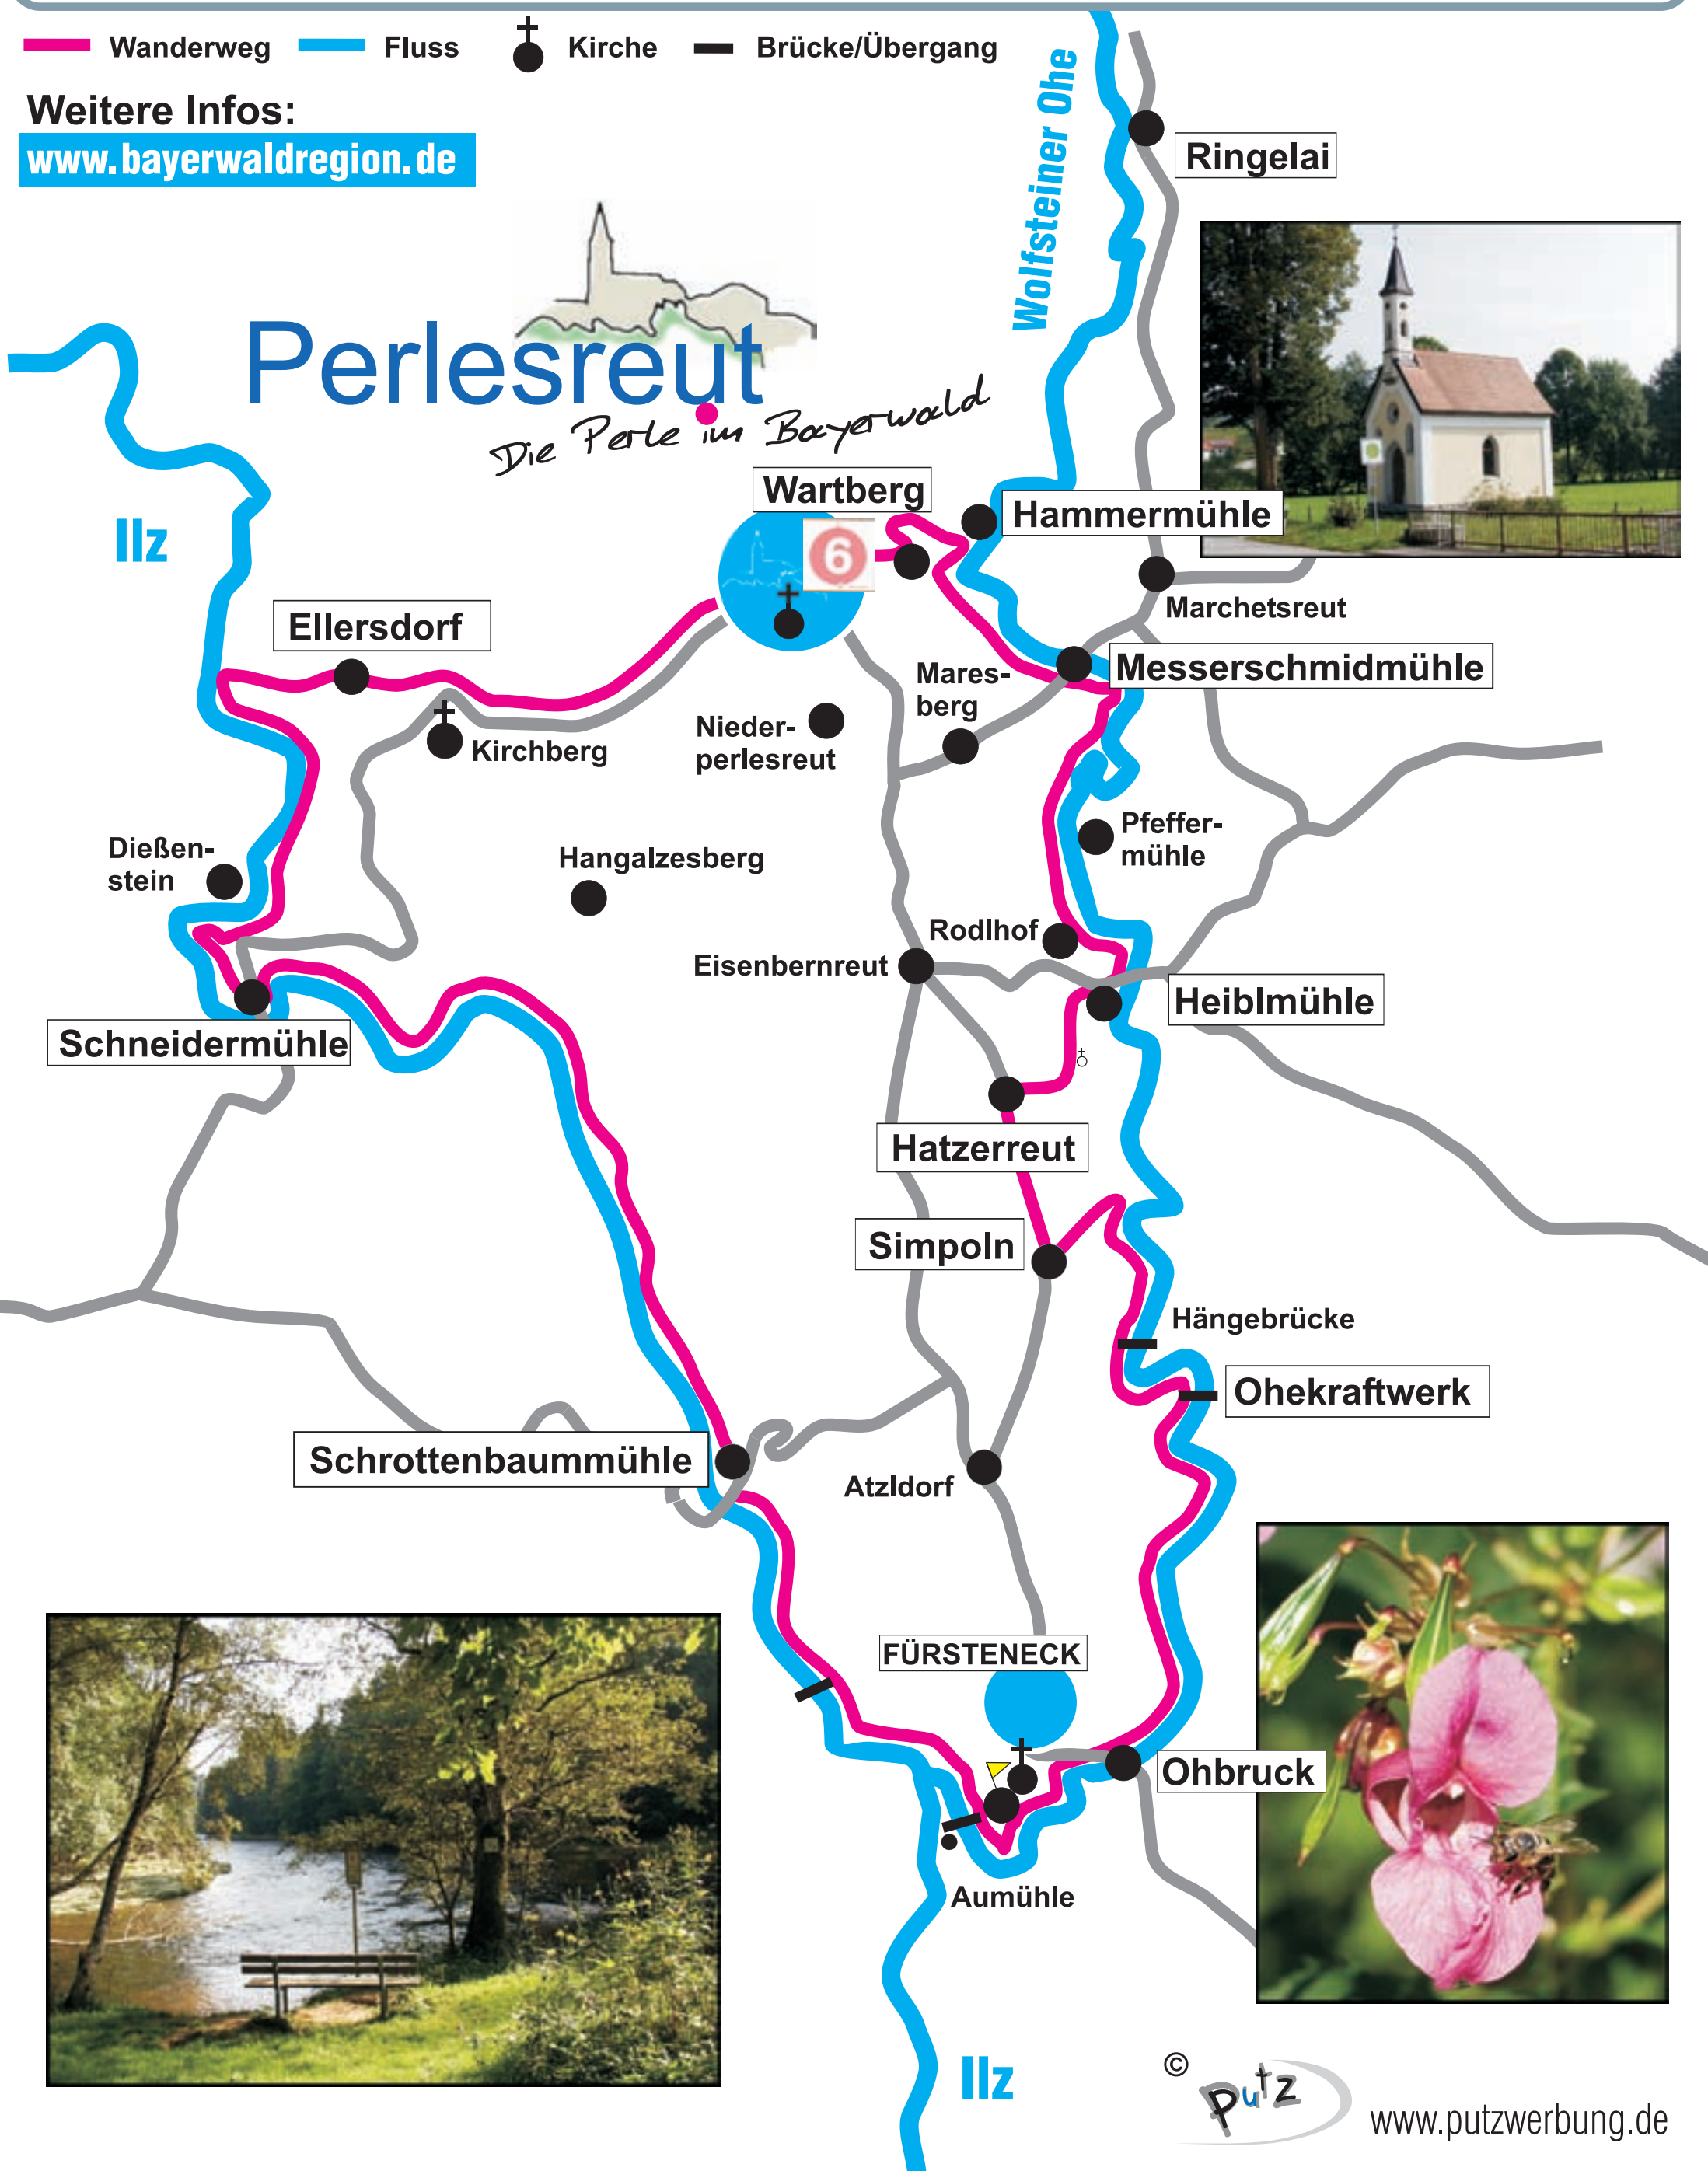 Wanderweg Fluss Kirche Brücke/Übergang
Weitere Infos:
www.bayerwaldregion.de
Wolfsteiner Ohe
Ringelai
Perlesreut
Die Perle im Bayerwald
Ilz
Wartberg
6
Hammermühle
Marchetsreut
Ellersdorf
Messerschmidmühle
Mares-
berg
Kirchberg
Nieder-
perlesreut
Pfeffer-
mühle
Dießen-
stein
Hangalzesberg
Rodlhof
Eisenbernreut
Heiblmühle
Schneidermühle
Hatzerreut
Simpoln
Hängebrücke
Ohekraftwerk
Schrottenbaummühle
Atzldorf
FÜRSTENECK
Ohbruck
Aumühle
Ilz
© Putz
www.putzwerbung.de